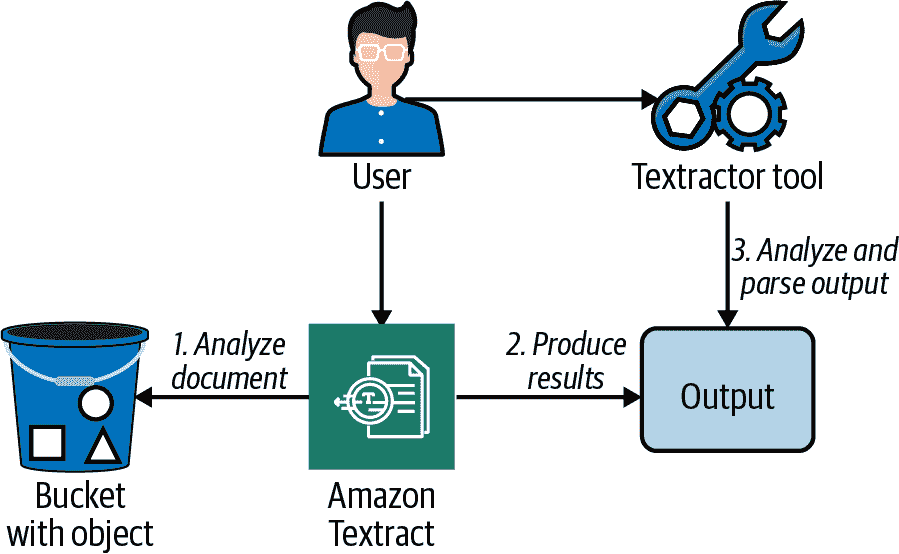 User
Textractor tool
3. Analyze and
parse output
1. Analyze
document
2. Produce
results
Output
T
Bucket
with object
Amazon
Textract